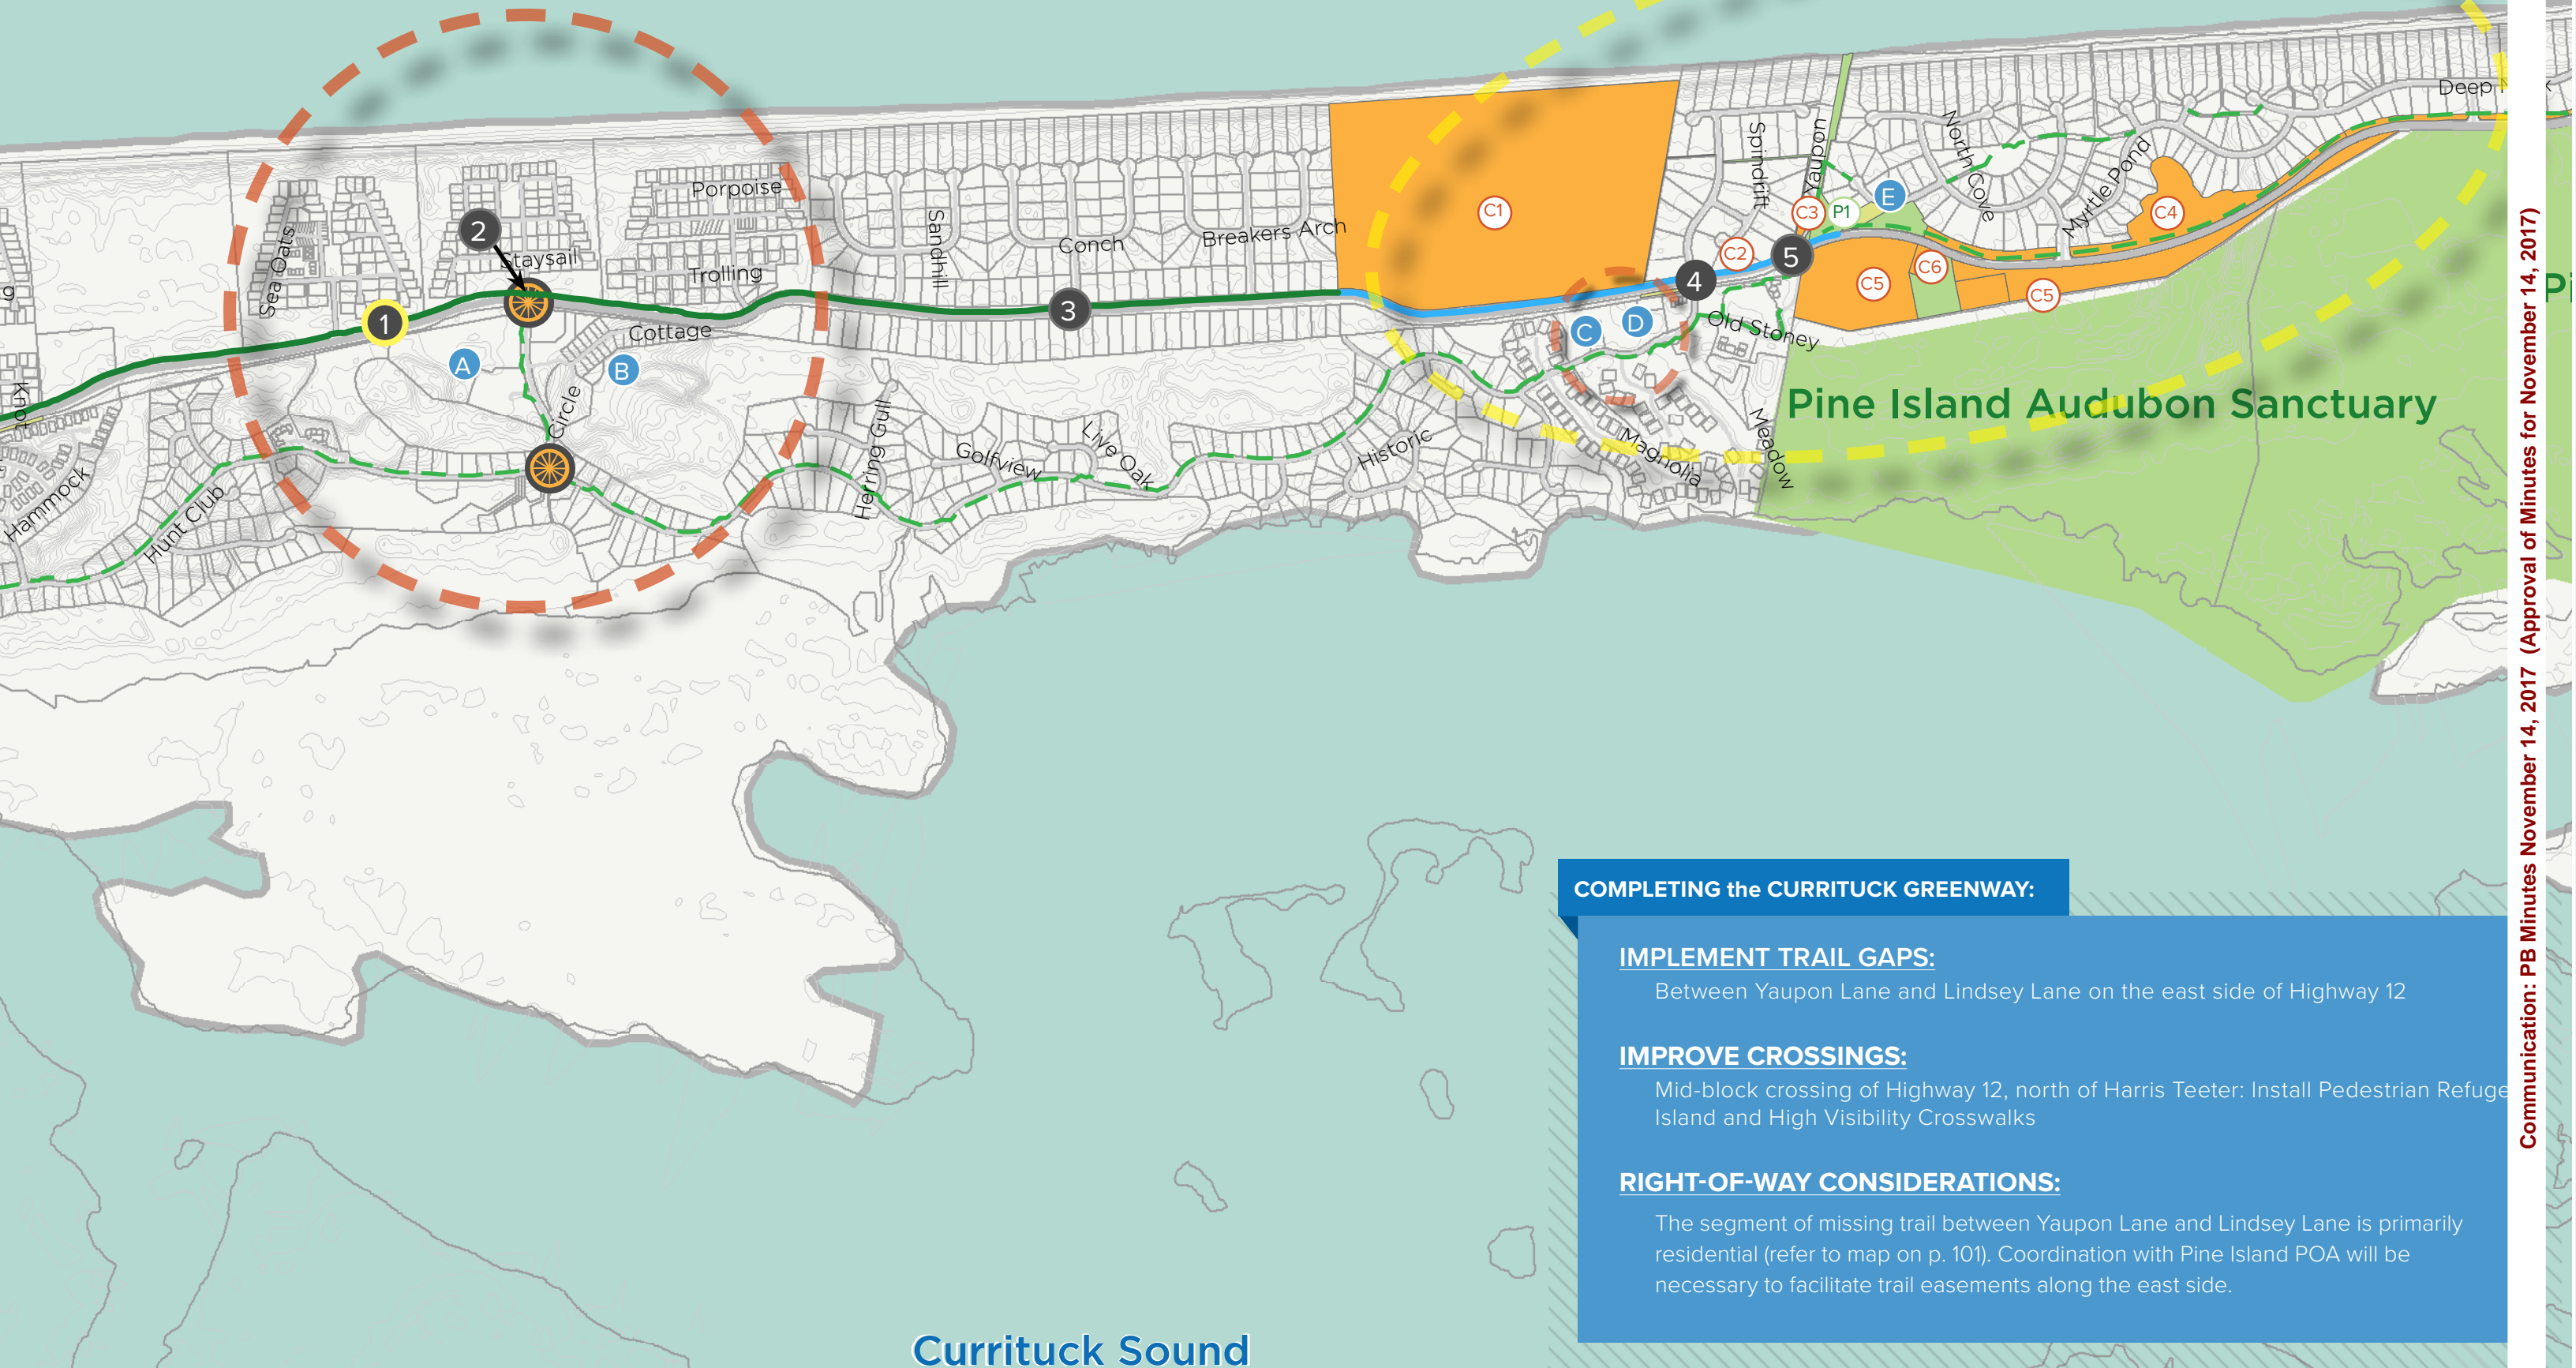 Deep
Spindrift
Yaupon
North Cove
Myrtle Pond
E
C1
C3
P1
C4
C2
5
C6
C5
C5
4
Porpoise
Sea Oats
2
Staysail
Trolling
Sandhill
Conch
Breakers Arch
1
3
Cottage
A
B
C
D
Old Stoney
Knot
Circle
Pine Island Audubon Sanctuary
Pi
Herring Gull
Golfview
Live Oak
Historic
Magnolia
Meadow
Hammock
Hunt Club
g
COMPLETING the CURRITUCK GREENWAY:
IMPLEMENT TRAIL GAPS:
Between Yaupon Lane and Lindsey Lane on the east side of Highway 12
IMPROVE CROSSINGS:
Mid-block crossing of Highway 12, north of Harris Teeter: Install Pedestrian Refuge
Island and High Visibility Crosswalks
RIGHT-OF-WAY CONSIDERATIONS:
The segment of missing trail between Yaupon Lane and Lindsey Lane is primarily
residential (refer to map on p. 101). Coordination with Pine Island POA will be
necessary to facilitate trail easements along the east side.
Currituck Sound
Communication: PB Minutes November 14, 2017 (Approval of Minutes for November 14, 2017)